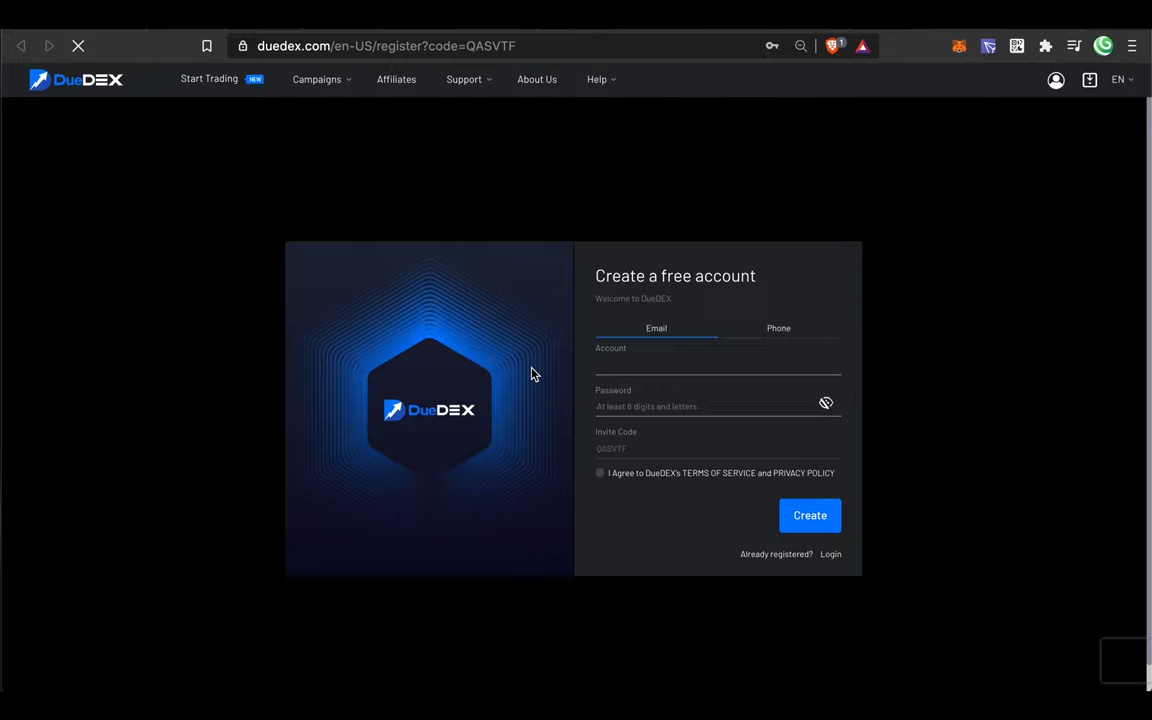 duedex.com/en-US/register?code=QASVTF
1
DueDEX
Start Trading NEW
Campaigns
Affiliates
Support
About Us
Help
EN
Create a free account
Welcome to DueDEX
Email
Phone
Account
Password
At least 6 digits and letters
Invite Code
QASVTF
I Agree to DueDEX's TERMS OF SERVICE and PRIVACY POLICY
DueDEX
Create
Already registered? Login